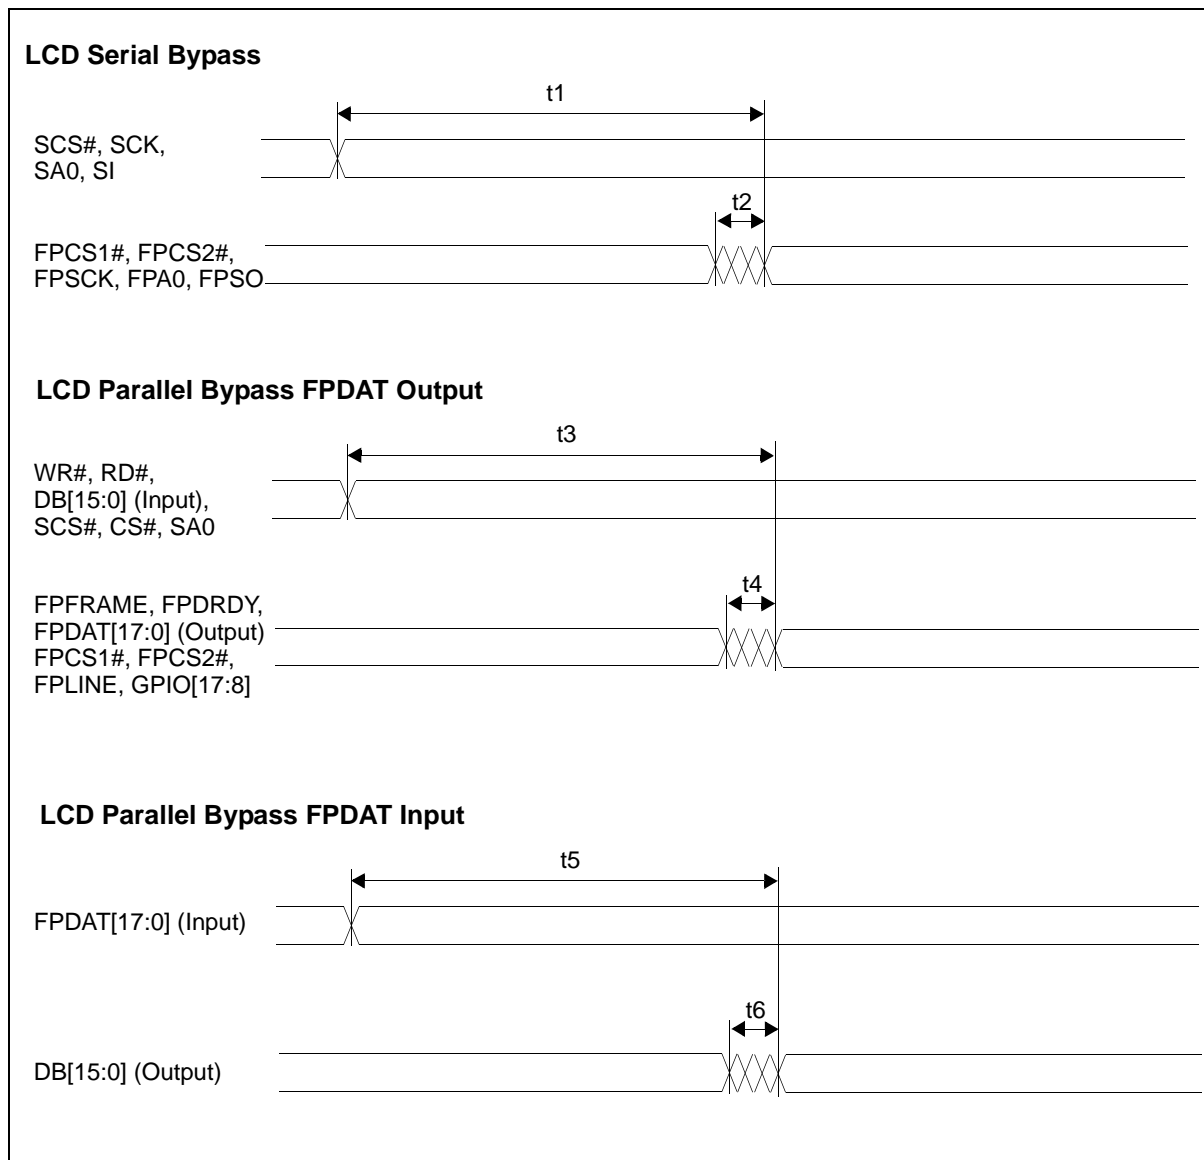 LCD Serial Bypass
t1
SCS#, SCK,
SA0, SI
t2
FPCS1#, FPCS2#,
FPSCK, FPA0, FPSO
LCD Parallel Bypass FPDAT Output
t3
WR#, RD#,
DB[15:0] (Input),
SCS#, CS#, SA0
t4
FPFRAME, FPDRDY,
FPDAT[17:0] (Output)
FPCS1#, FPCS2#,
FPLINE, GPIO[17:8]
LCD Parallel Bypass FPDAT Input
t5
FPDAT[17:0] (Input)
t6
DB[15:0] (Output)